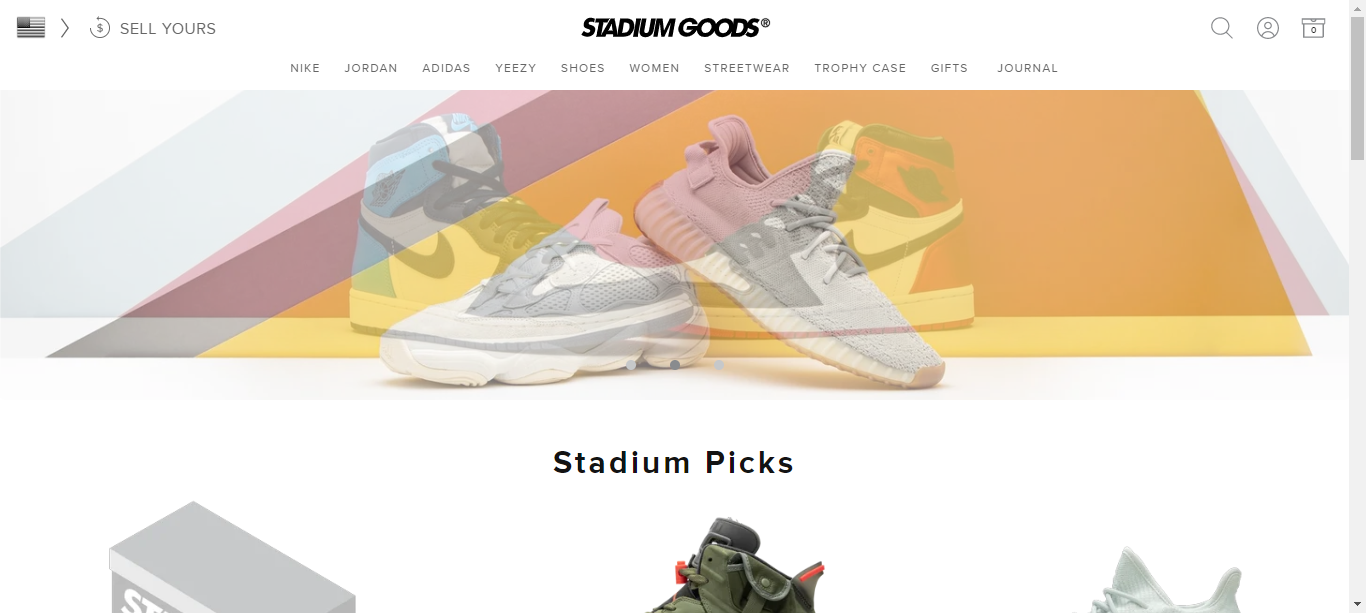 SELL YOURS
STADIUM GOODS®
0
NIKE JORDAN ADIDAS YEEZY SHOES WOMEN STREETWEAR TROPHY CASE GIFTS JOURNAL
Stadium Picks